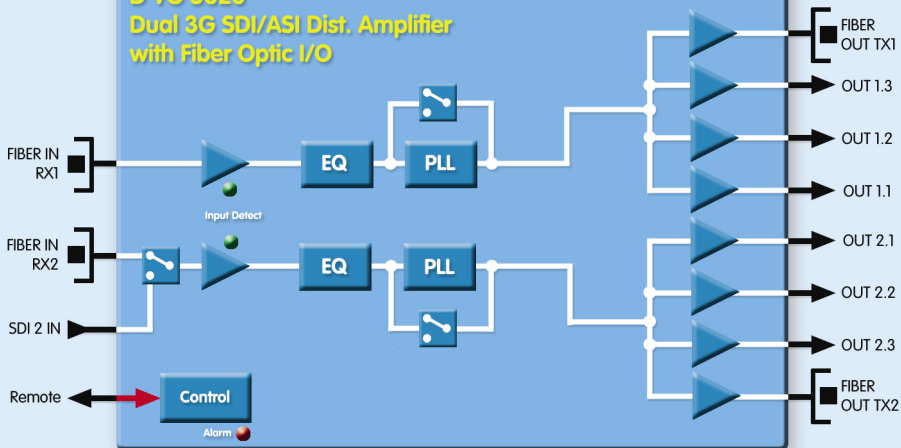 Dual 3G SDI/ASI Dist. Amplifier
with Fiber Optic I/O
FIBER
OUT TX1
OUT 1.3
OUT 1.2
OUT 1.1
FIBER IN
RX1
EQ
PLL
Input Detect
FIBER IN
RX2
EQ
PLL
SDI 2 IN
OUT 2.1
OUT 2.2
OUT 2.3
FIBER
OUT TX2
Remote
Control
Alarm